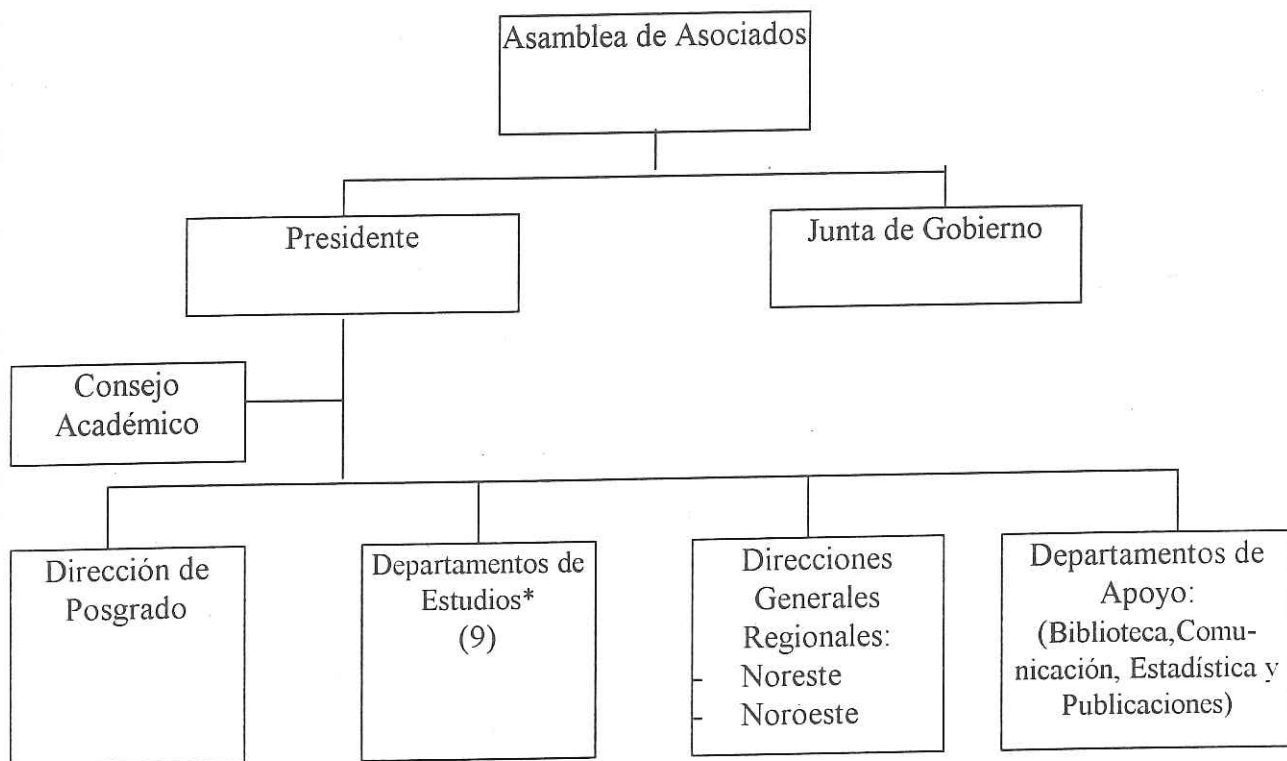 Asamblea de Asociados
Presidente
Junta de Gobierno
Consejo
Académico
Dirección de
Posgrado
Departamentos de
Estudios*
(9)
Direcciones
Generales
Regionales:
- Noreste
- Noroeste
Departamentos de
Apoyo:
(Biblioteca,Comu-
nicación, Estadística y
Publicaciones)